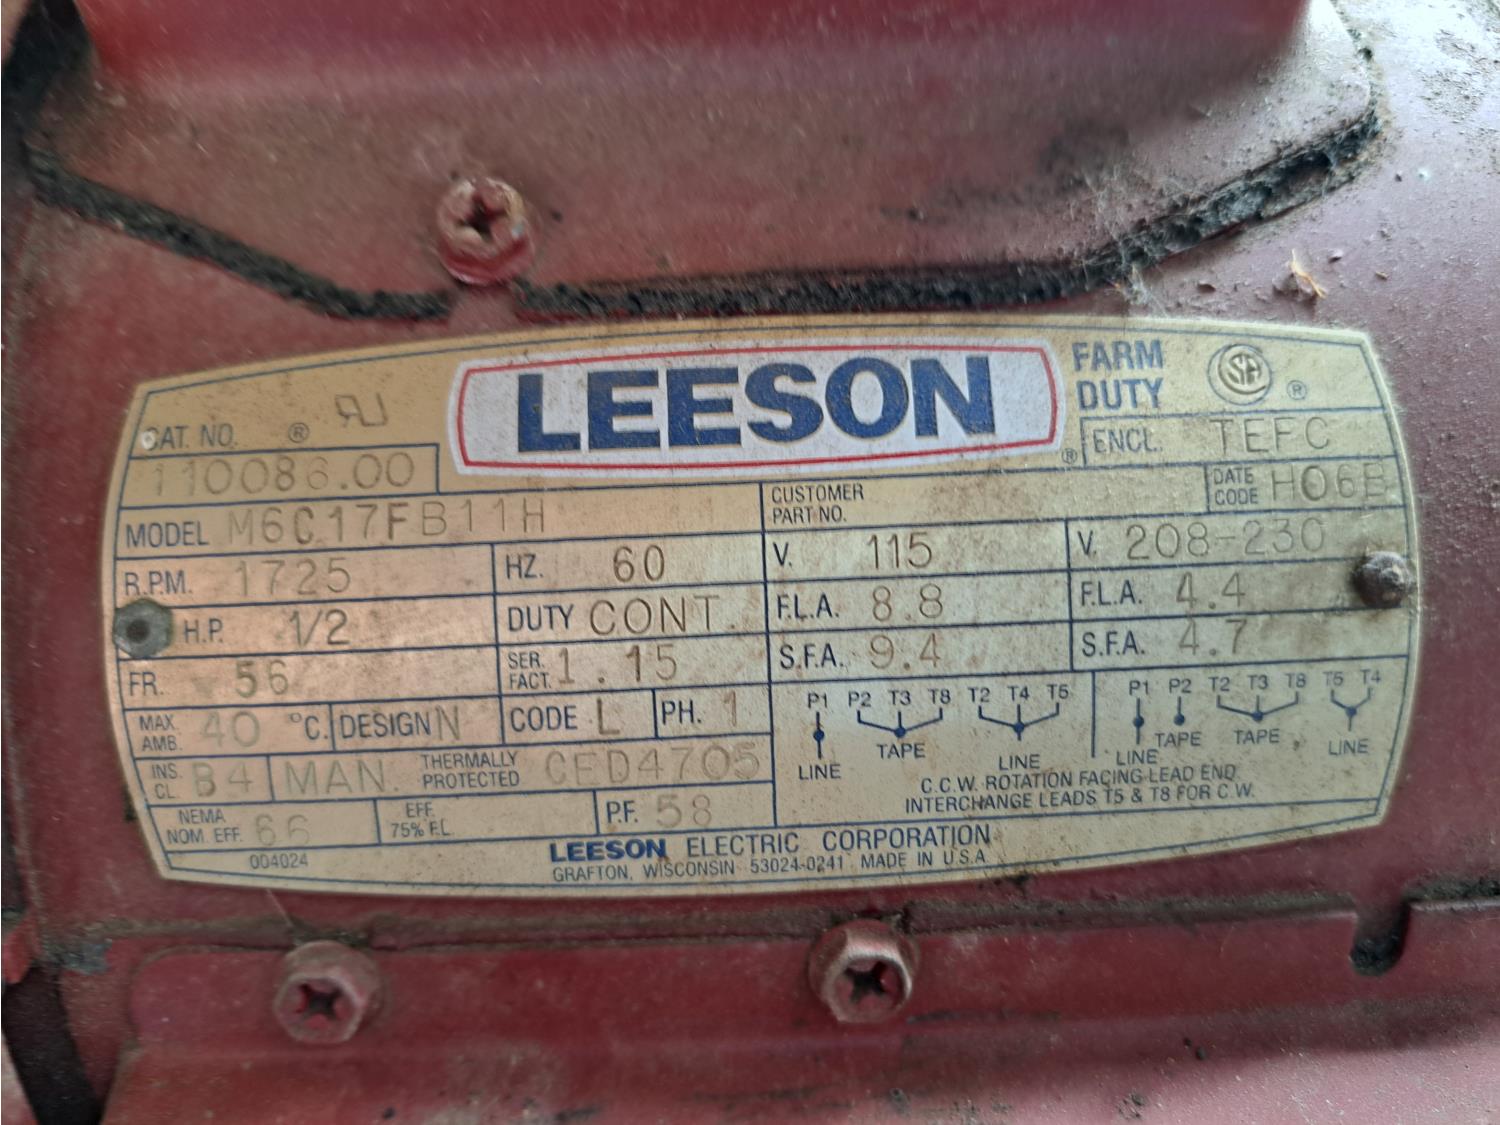 LEESON ®
FARM
DUTY
SA ®
CAT. NO. ®
110086.00
ENCL. TEFC
MODEL M6C17FB11H
CUSTOMER
PART NO.
DATE
CODE H06B
R.P.M. 1725
HZ. 60
V. 115
V. 208-230
H.P. 1/2
DUTY CONT.
F.L.A. 8.8
F.L.A. 4.4
FR. 56
SER.
FACT. 1.15
S.F.A. 9.4
S.F.A. 4.7
MAX.
AMB. 40 °C.
DESIGN N
CODE L
PH. 1
INS.
CL. B4
MAN. THERMALLY
PROTECTED CED4705
NEMA
NOM. EFF. 66
EFF.
75% F.L.
P.F. 58
P1 P2 T3 T8 T2 T4 T5
TAPE
LINE LINE
P1 P2 T2 T3 T8 T5 T4
LINE TAPE TAPE LINE
C.C.W. ROTATION FACING LEAD END
INTERCHANGE LEADS T5 & T8 FOR C.W.
004024
LEESON ELECTRIC CORPORATION
GRAFTON, WISCONSIN 53024-0241 MADE IN U.S.A.